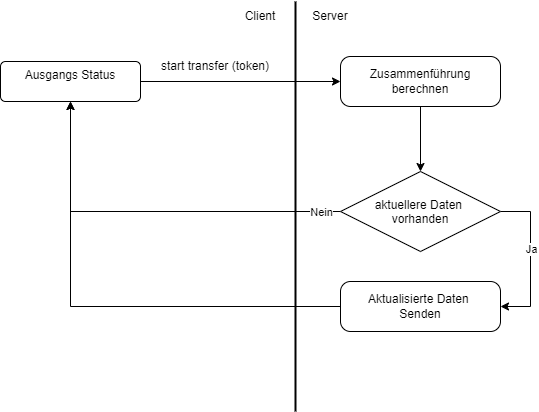 Client
Server
Ausgangs Status
start transfer (token)
Zusammenführung
berechnen
aktuellere Daten
vorhanden
Nein
Ja
Aktualisierte Daten
Senden